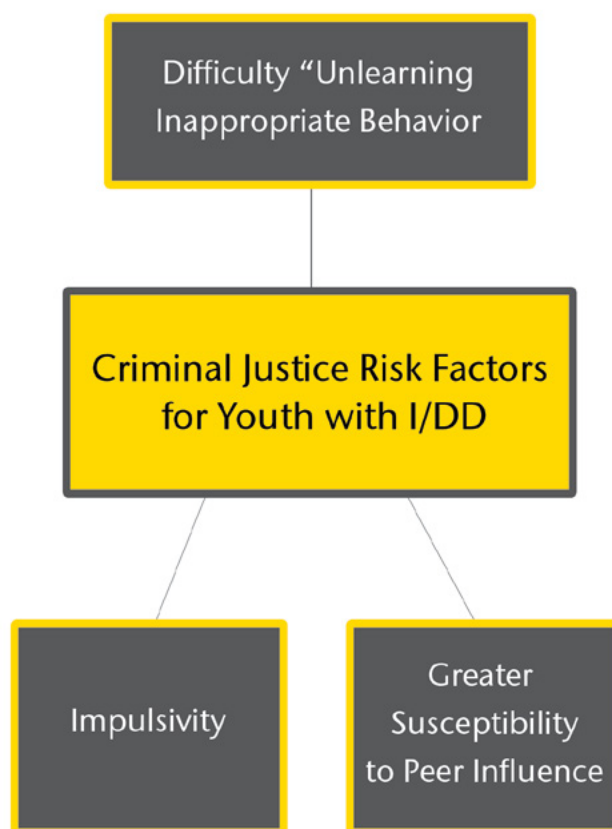 Difficulty “Unlearning
Inappropriate Behavior
Criminal Justice Risk Factors
for Youth with I/DD
Impulsivity
Greater
Susceptibility
to Peer Influence